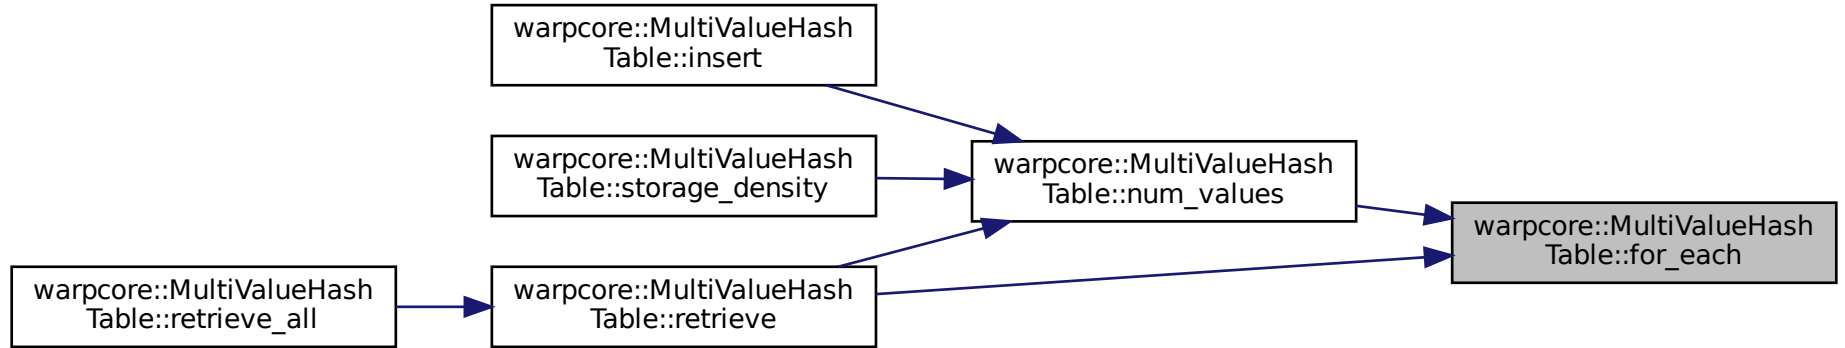 warpcore::MultiValueHash
Table::insert
warpcore::MultiValueHash
Table::storage_density
warpcore::MultiValueHash
Table::num_values
warpcore::MultiValueHash
Table::for_each
warpcore::MultiValueHash
Table::retrieve_all
warpcore::MultiValueHash
Table::retrieve